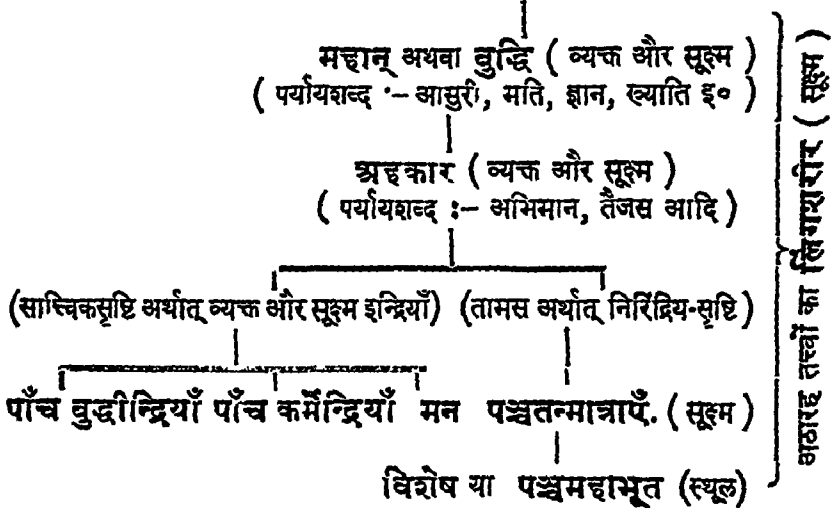 महान् अथवा बुद्धि ( व्यक्त और सूक्ष्म )
( पर्यायशब्द :– आसुरी, मति, ज्ञान, ख्याति इ० )
अहकार ( व्यक्त और सूक्ष्म )
( पर्यायशब्द :– अभिमान, तैजस आदि )
(सात्त्विकसृष्टि अर्थात् व्यक्त और सूक्ष्म इन्द्रियाँ) (तामस अर्थात् निरिंद्रिय-सृष्टि)
पाँच बुद्धीन्द्रियाँ पाँच कर्मेन्द्रियाँ मन पञ्चतन्मात्राएँ. ( सूक्ष्म )
विशेष या पञ्चमहाभूत (स्थूल)
अठारह तत्त्वों का लिंगशरीर ( सूक्ष्म )